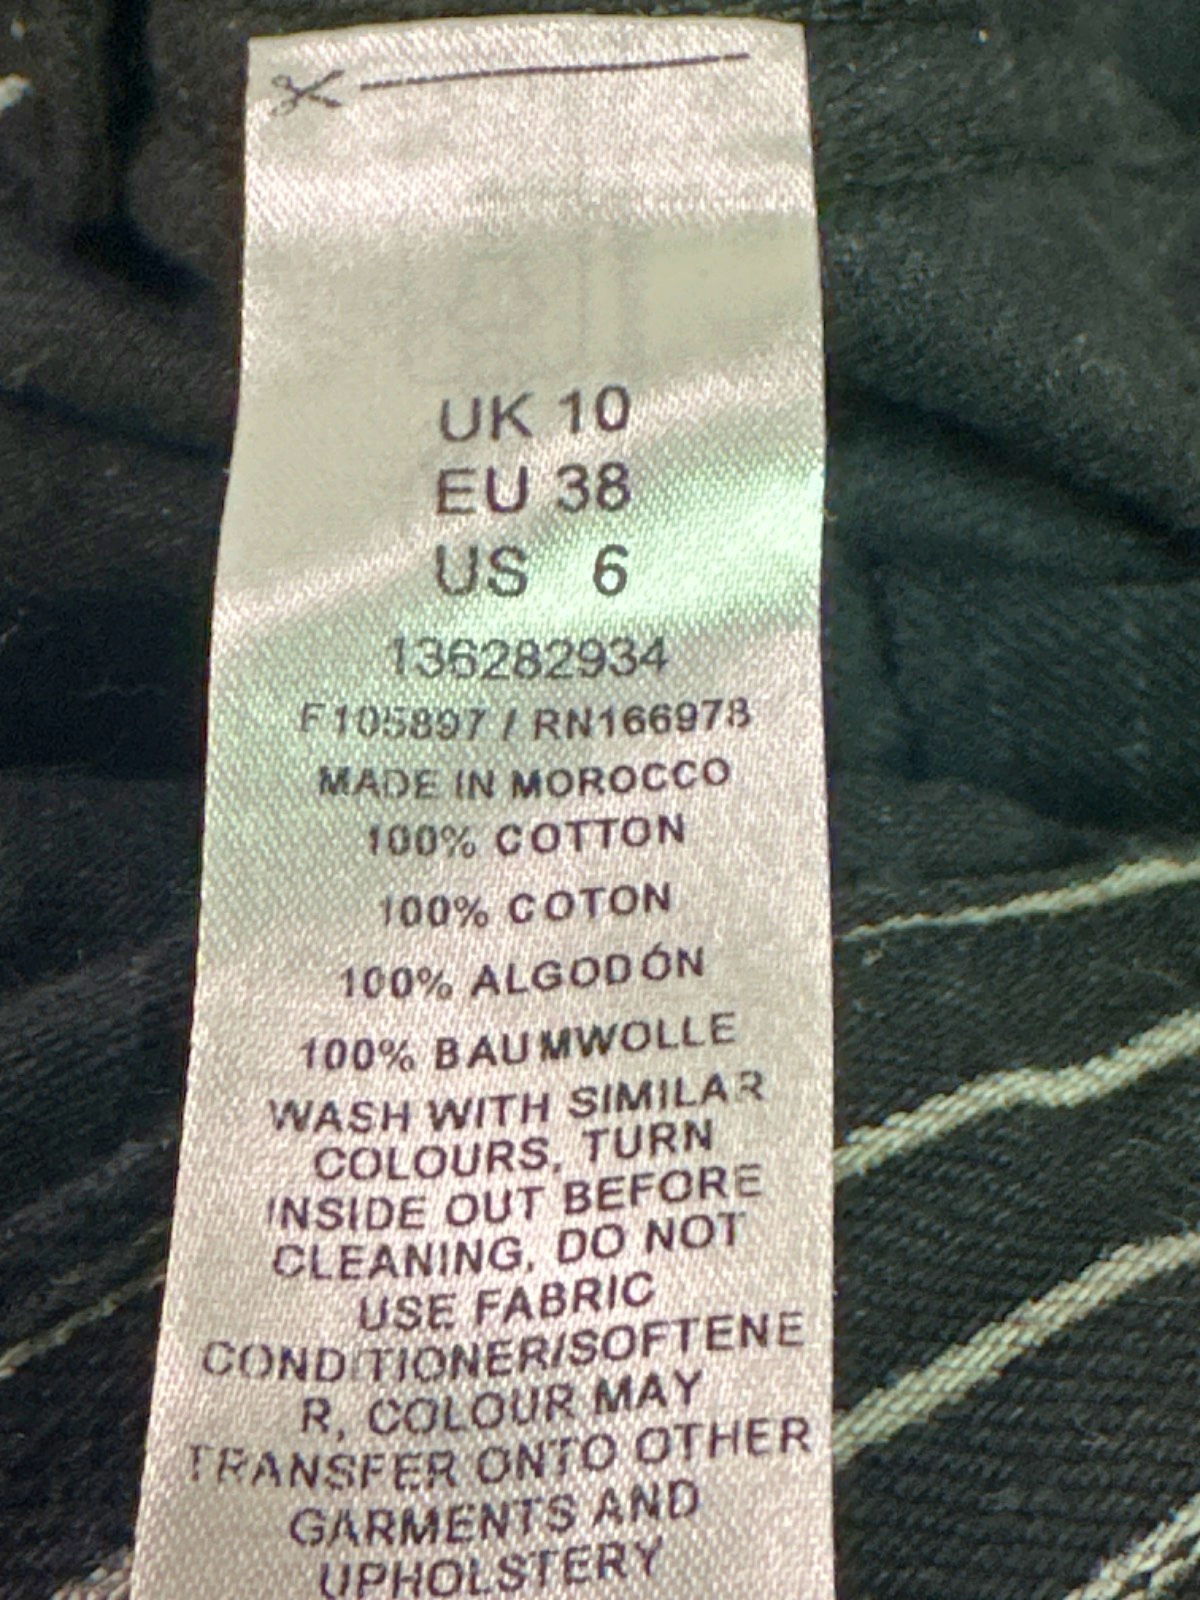 UK 10
EU 38
US 6
136282934
F105897 / RN166978
MADE IN MOROCCO
100% COTTON
100% COTON
100% ALGODÓN
100% BAUMWOLLE
WASH WITH SIMILAR
COLOURS, TURN
INSIDE OUT BEFORE
CLEANING, DO NOT
USE FABRIC
CONDITIONER/SOFTENE
R, COLOUR MAY
TRANSFER ONTO OTHER
GARMENTS AND
UPHOLSTERY